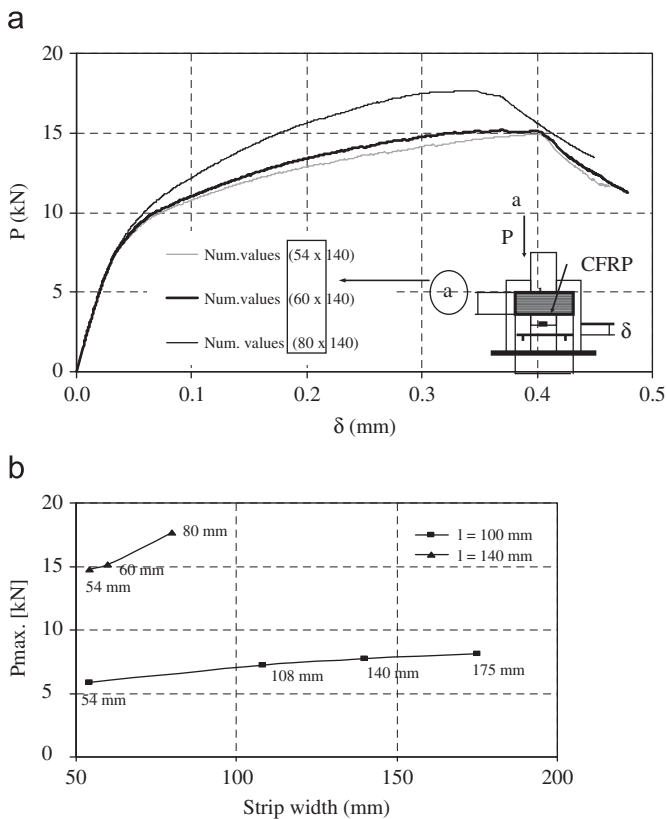 a
20
15
10
5
0
P (kN)
0.0 0.1 0.2 0.3 0.4 0.5
δ (mm)
Num.values (54 x 140)
Num.values (60 x 140)
Num. values (80 x 140)
a
a
P
CFRP
δ
b
20
15
10
5
0
Pmax. [kN]
50 100 150 200
Strip width (mm)
80 mm
60 mm
54 mm
l = 100 mm
l = 140 mm
54 mm
108 mm
140 mm
175 mm